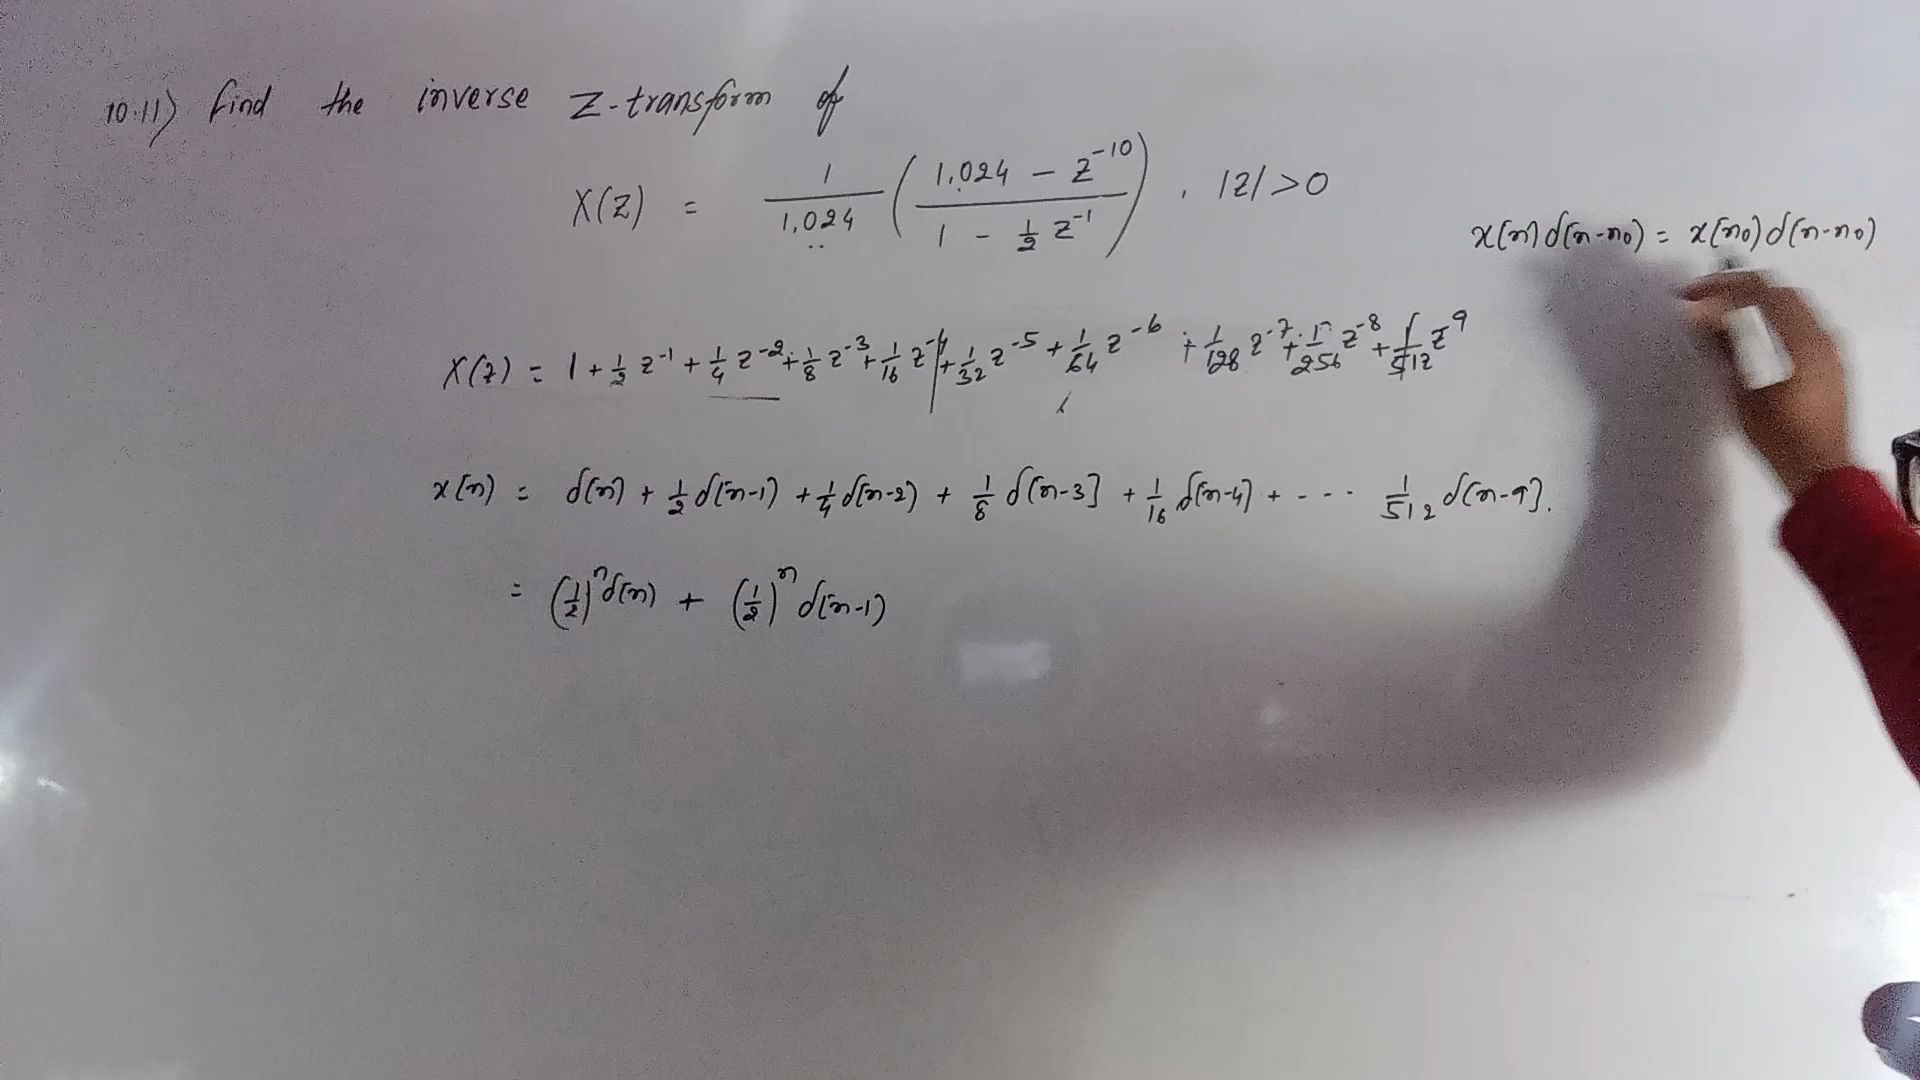 10.11) find the inverse Z-transform of
X(Z) = 1/1,024 ( (1,024 - Z^-10) / (1 - 1/2 Z^-1) ) , |Z| > 0
x[n] δ[n-n0) = x[n0) δ(n-n0)
X(Z) = 1 + 1/2 z^-1 + 1/4 z^-2 + 1/8 z^-3 + 1/16 z^-4 + 1/32 z^-5 + 1/64 z^-6 + 1/128 z^-7 + 1/256 z^-8 + 1/512 z^9
x[n) = δ[n) + 1/2 δ[n-1) + 1/4 δ[n-2) + 1/8 δ[n-3] + 1/16 δ[n-4) + - - - 1/512 δ[n-9].
= (1/2)^n δ[n) + (1/2)^n δ[n-1)